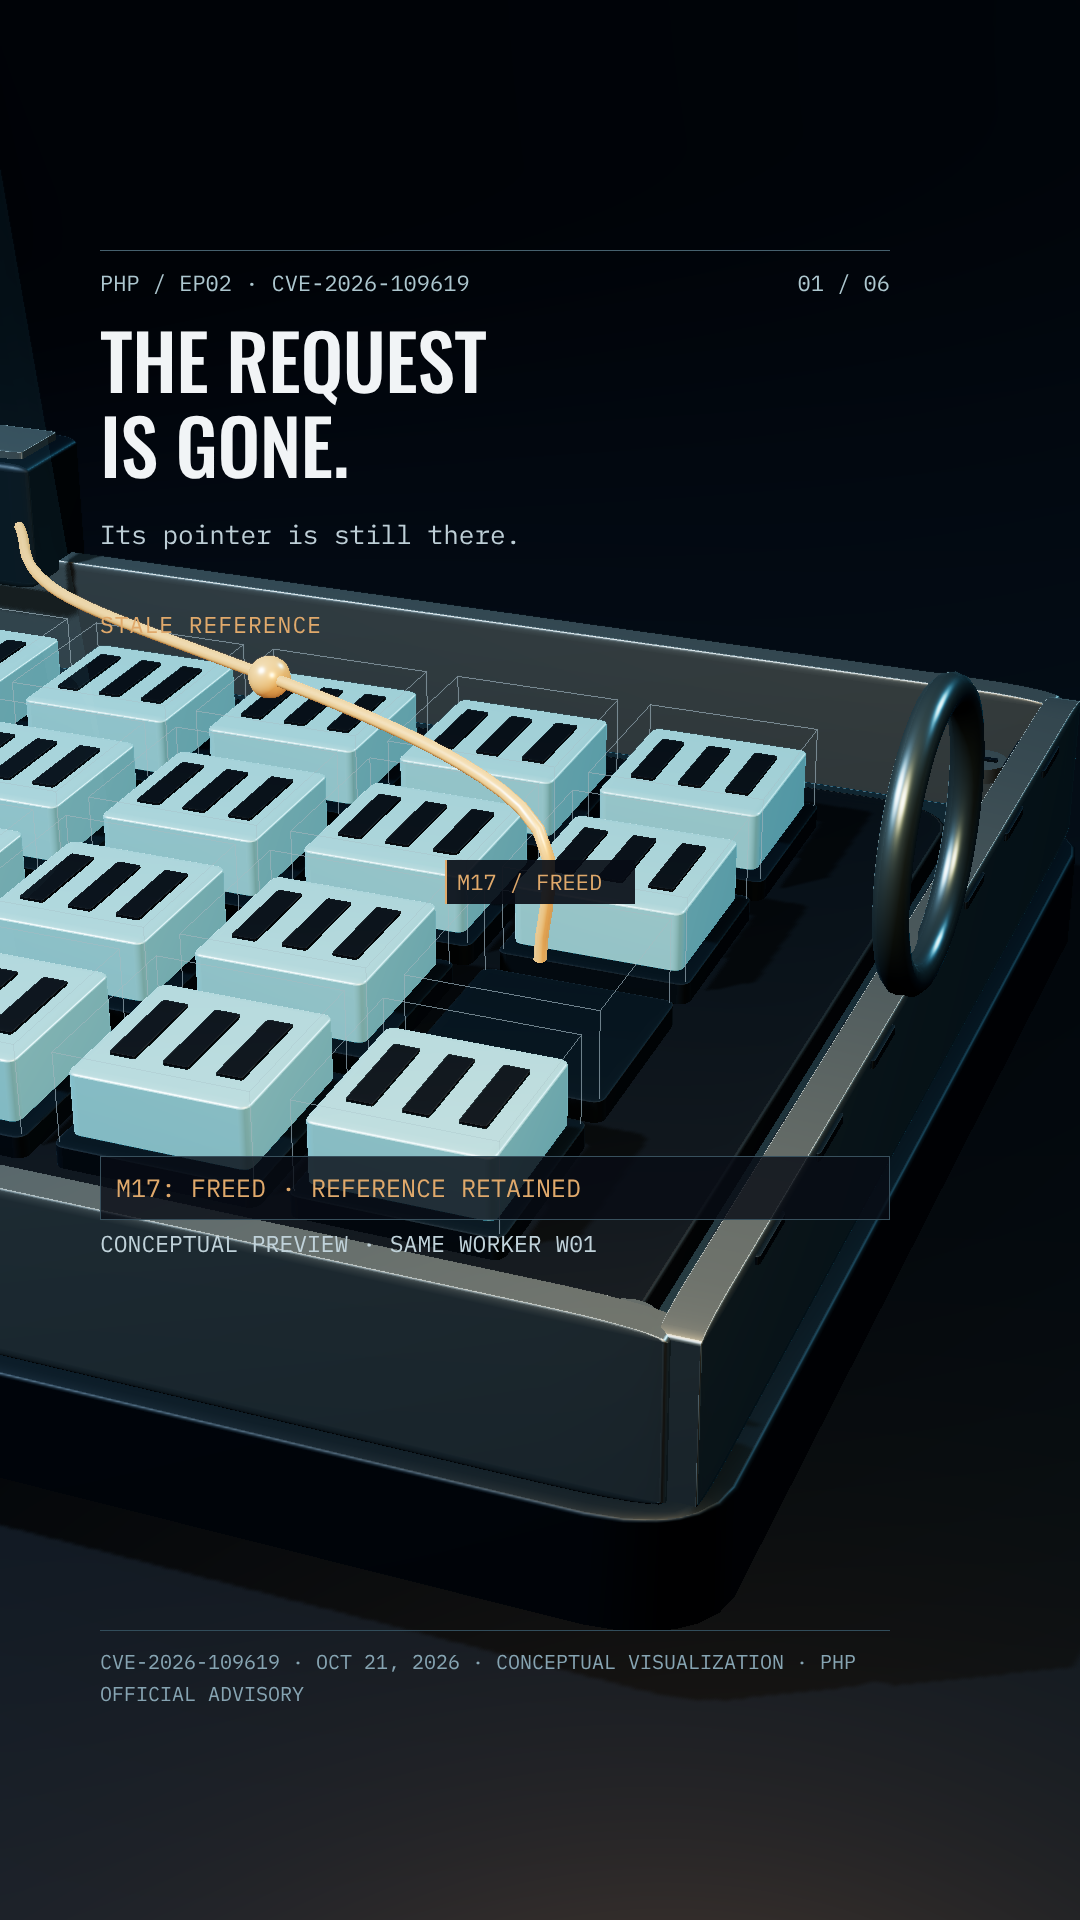 PHP / EP02 · CVE-2026-109619
01 / 06
THE REQUEST
IS GONE.
Its pointer is still there.
STALE REFERENCE
M17 / FREED
M17: FREED · REFERENCE RETAINED
CONCEPTUAL PREVIEW · SAME WORKER W01
CVE-2026-109619 · OCT 21, 2026 · CONCEPTUAL VISUALIZATION · PHP
OFFICIAL ADVISORY